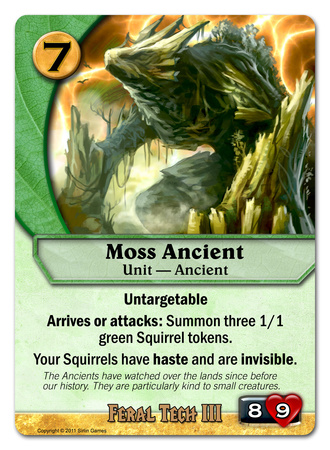 7
Moss Ancient
Unit — Ancient
Untargetable
Arrives or attacks: Summon three 1/1
green Squirrel tokens.
Your Squirrels have haste and are invisible.
The Ancients have watched over the lands since before
our history. They are particularly kind to small creatures.
Feral Tech III
8 9
Copyright © 2011 Sirlin Games